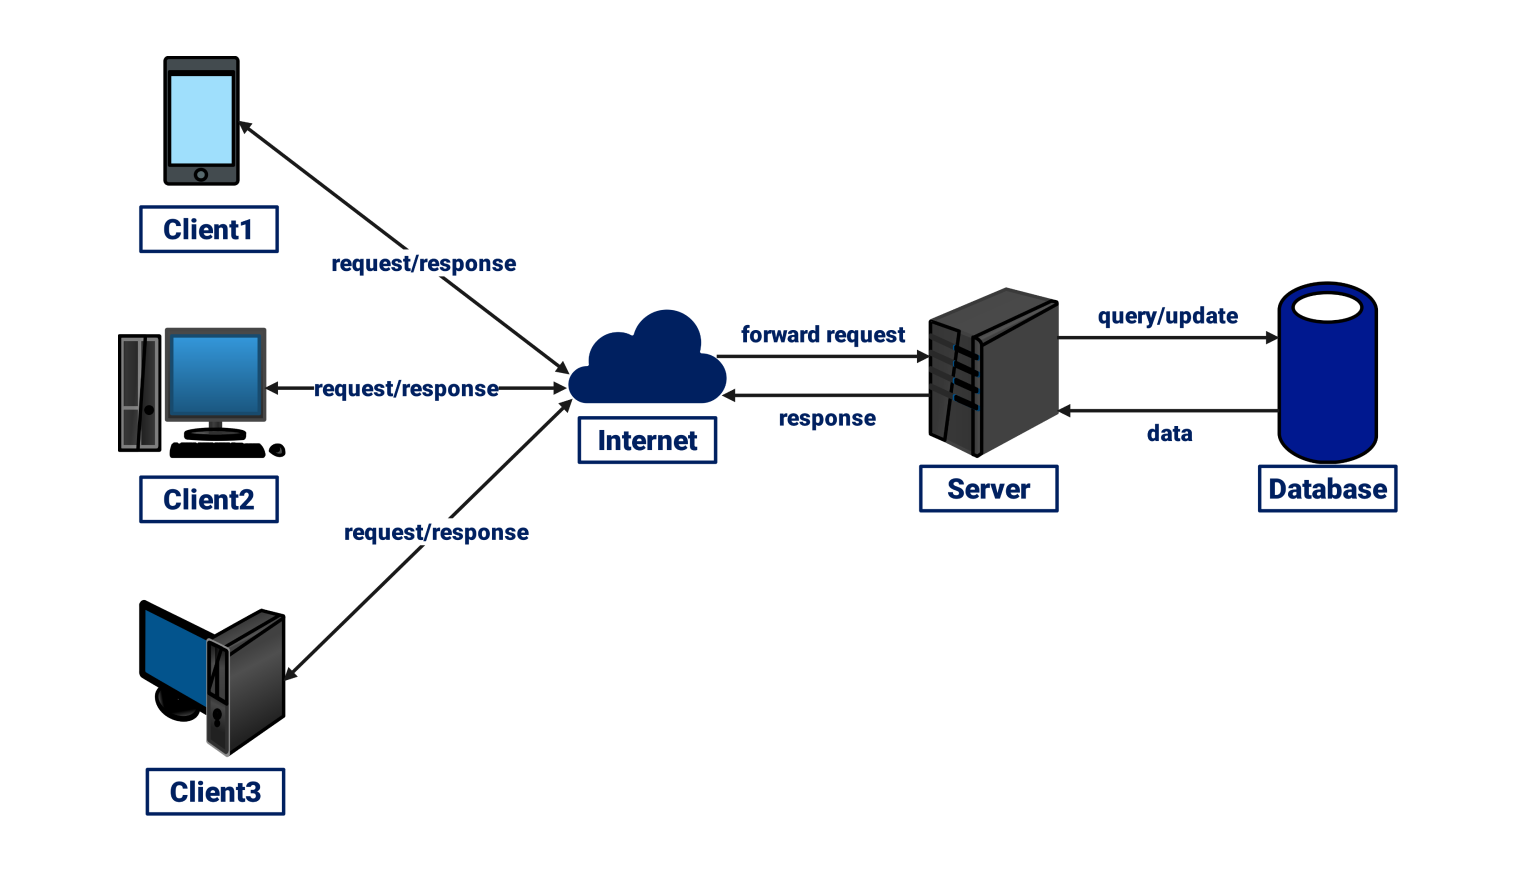 Client1
request/response
Client2
request/response
Client3
request/response
Internet
forward request
response
Server
query/update
data
Database